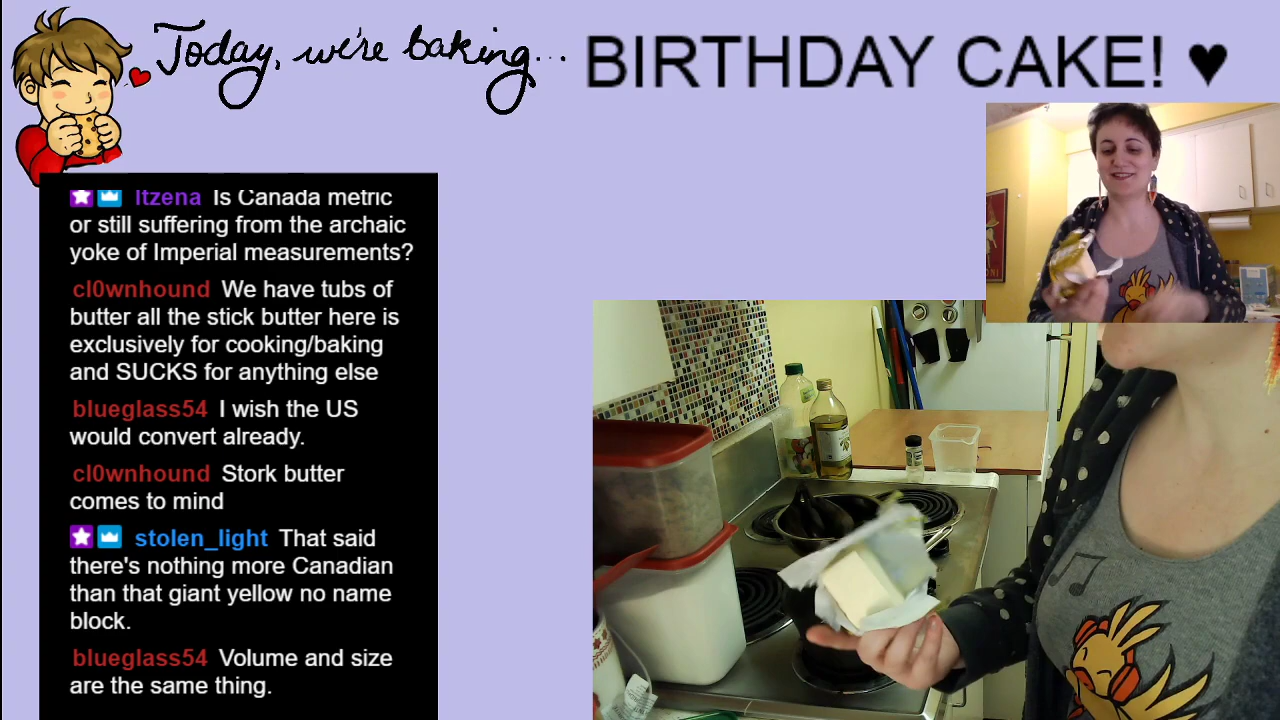 Today, we're baking... BIRTHDAY CAKE! ♥
Itzena Is Canada metric
or still suffering from the archaic
yoke of Imperial measurements?
cl0wnhound We have tubs of
butter all the stick butter here is
exclusively for cooking/baking
and SUCKS for anything else
blueglass54 I wish the US
would convert already.
cl0wnhound Stork butter
comes to mind
stolen_light That said
there's nothing more Canadian
than that giant yellow no name
block.
blueglass54 Volume and size
are the same thing.